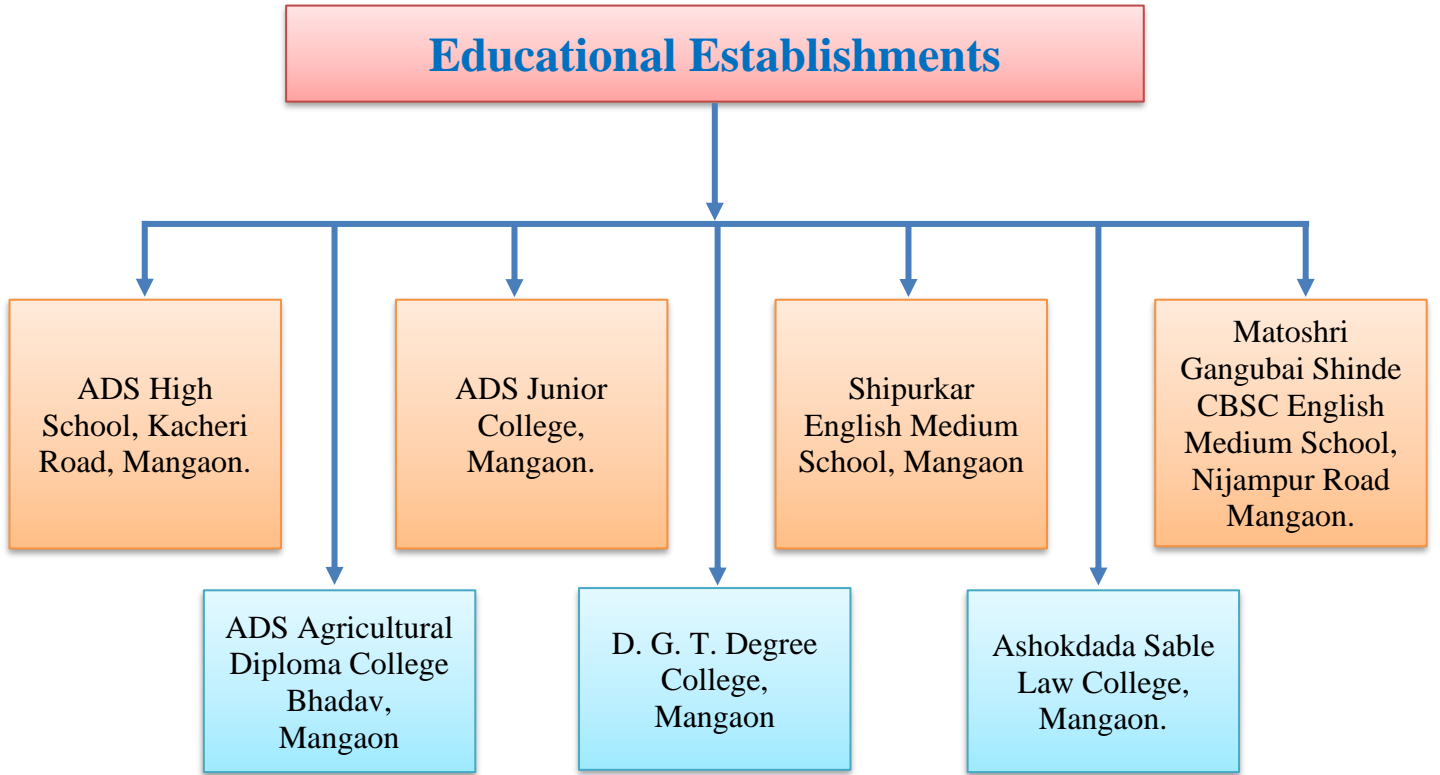 Educational Establishments
ADS High
School, Kacheri
Road, Mangaon.
ADS Junior
College,
Mangaon.
Shipurkar
English Medium
School, Mangaon
Matoshri
Gangubai Shinde
CBSC English
Medium School,
Nijampur Road
Mangaon.
ADS Agricultural
Diploma College
Bhadav,
Mangaon
D. G. T. Degree
College,
Mangaon
Ashokdada Sable
Law College,
Mangaon.